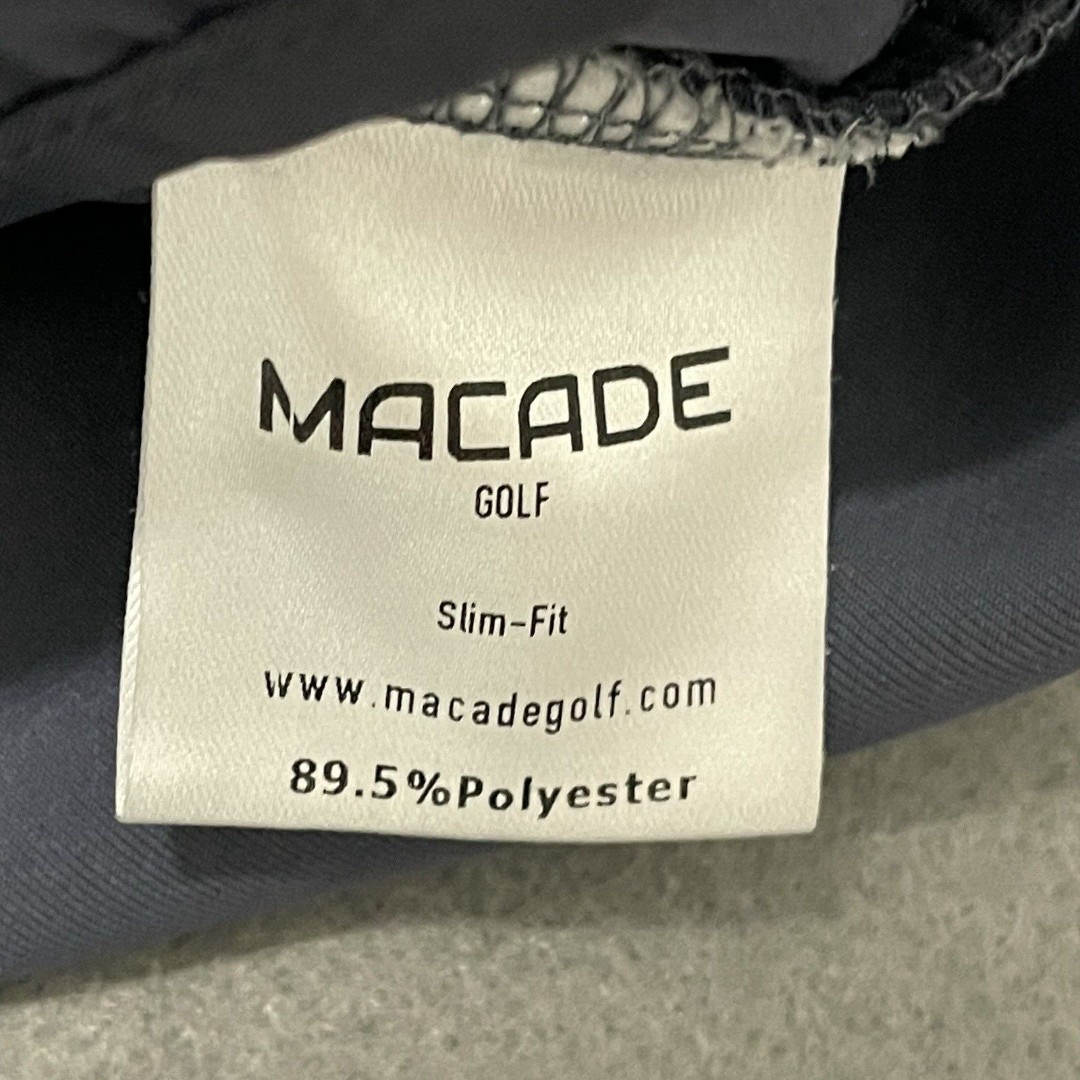 MACADE
GOLF
Slim-Fit
www.macadegolf.com
89.5%Polyester